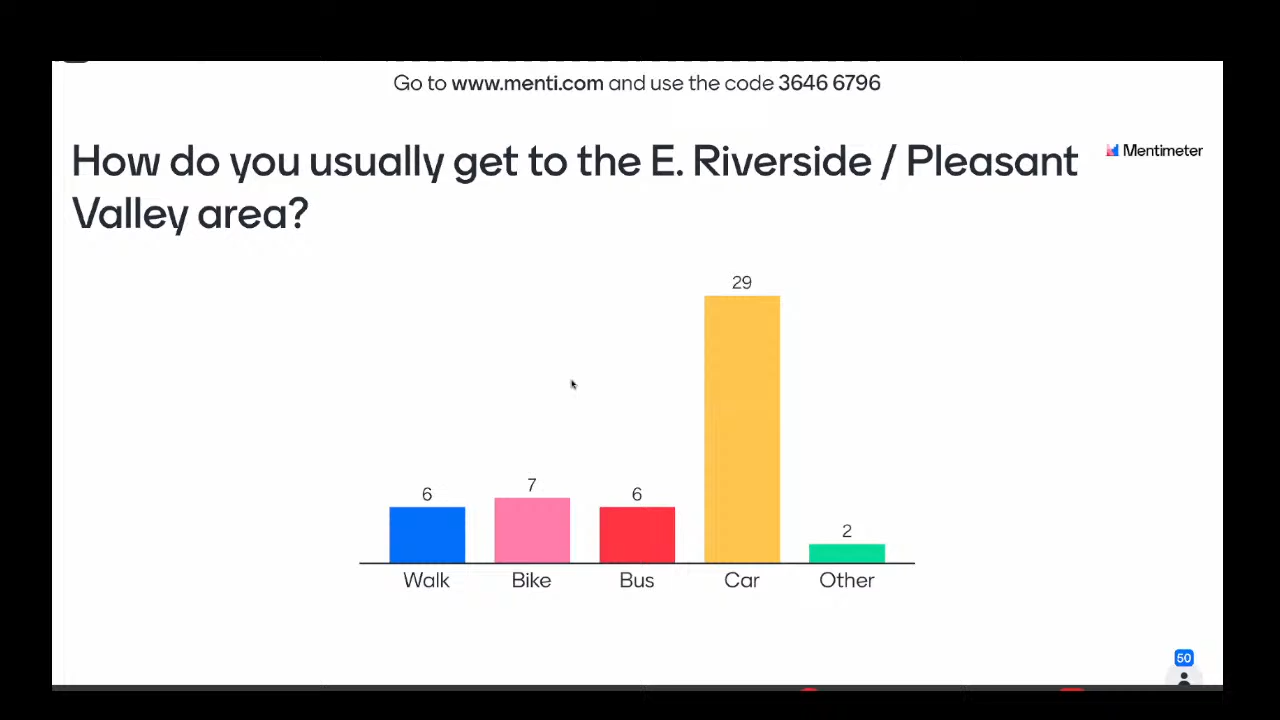 Go to www.menti.com and use the code 3646 6796
How do you usually get to the E. Riverside / Pleasant
Valley area?
Mentimeter
29
6
7
6
2
Walk
Bike
Bus
Car
Other
50